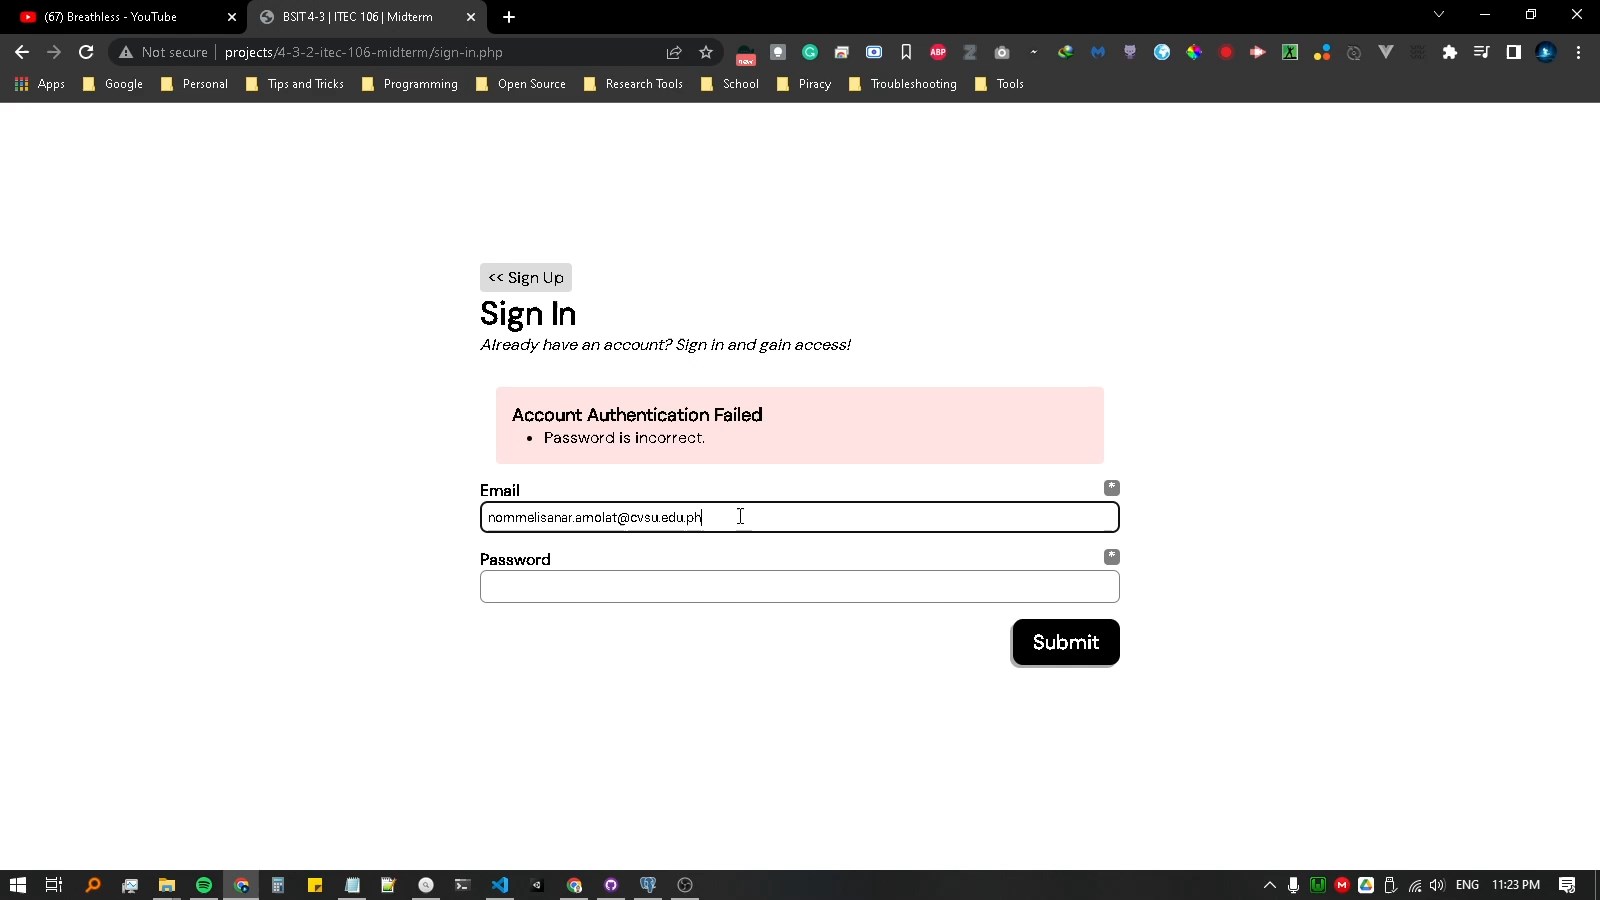 (67) Breathless - YouTube
BSIT 4-3 | ITEC 106 | Midterm
Not secure
projects/4-3-2-itec-106-midterm/sign-in.php
new
ABP
Apps
Google
Personal
Tips and Tricks
Programming
Open Source
Research Tools
School
Piracy
Troubleshooting
Tools
<< Sign Up
Sign In
Already have an account? Sign in and gain access!
Account Authentication Failed
• Password is incorrect.
Email
*
nommelisanar.amolat@cvsu.edu.ph
Password
*
Submit
ENG
11:23 PM